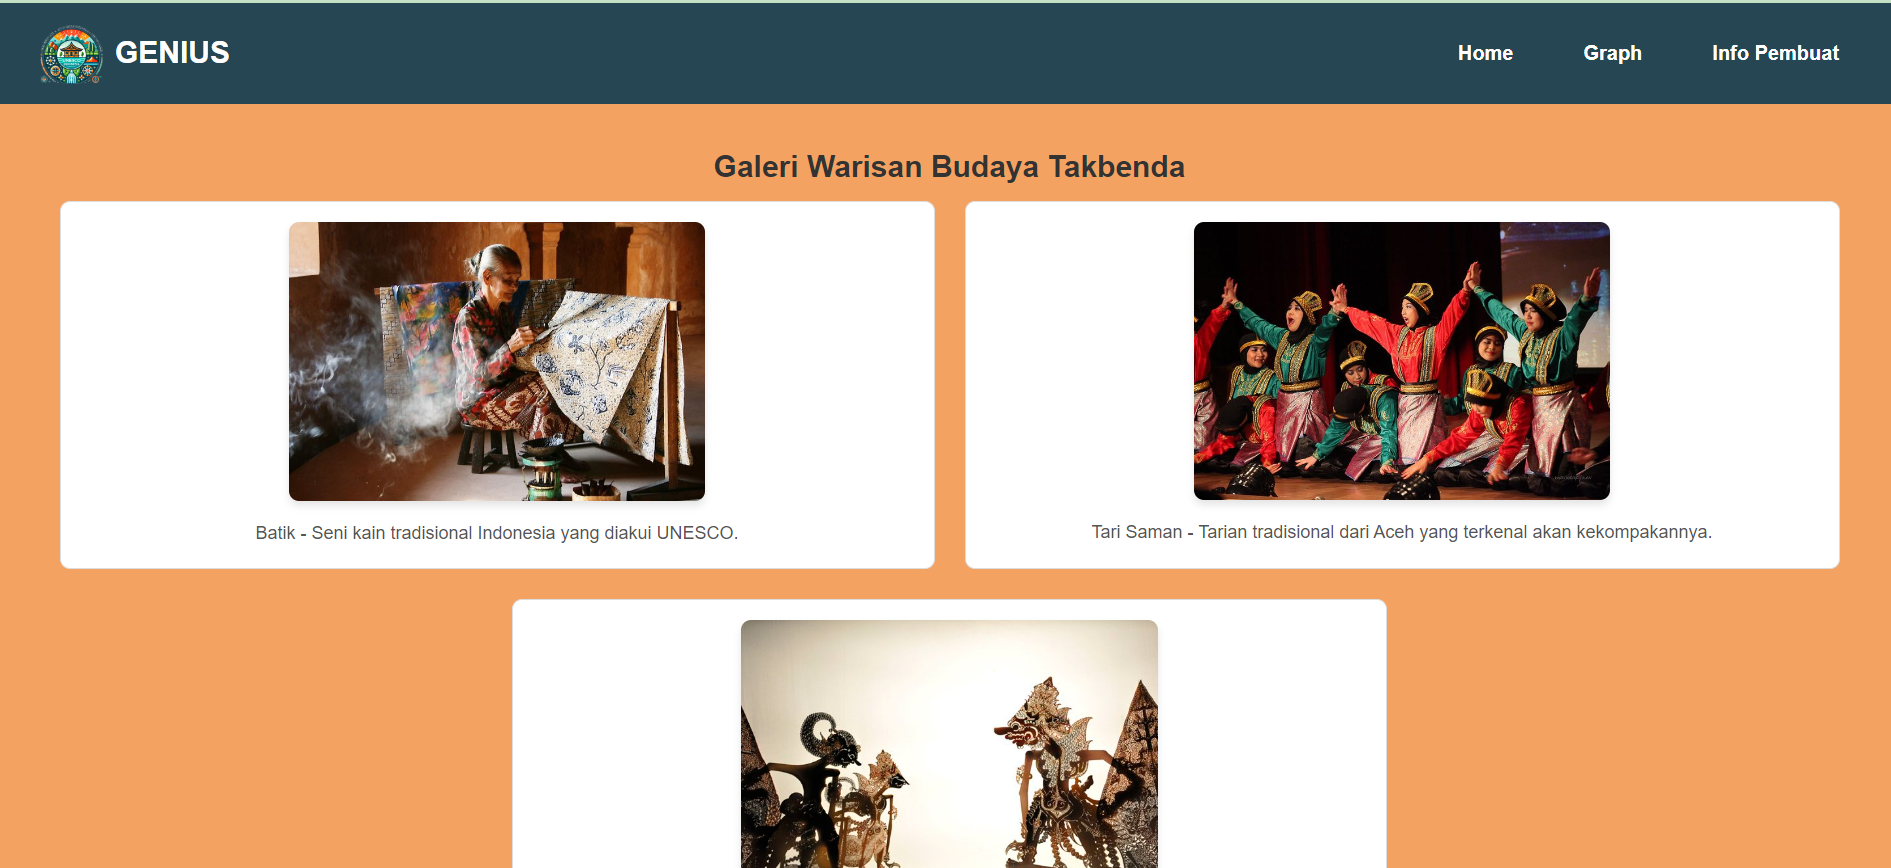 GENIUS
Home
Graph
Info Pembuat
Galeri Warisan Budaya Takbenda
Batik - Seni kain tradisional Indonesia yang diakui UNESCO.
Tari Saman - Tarian tradisional dari Aceh yang terkenal akan kekompakannya.